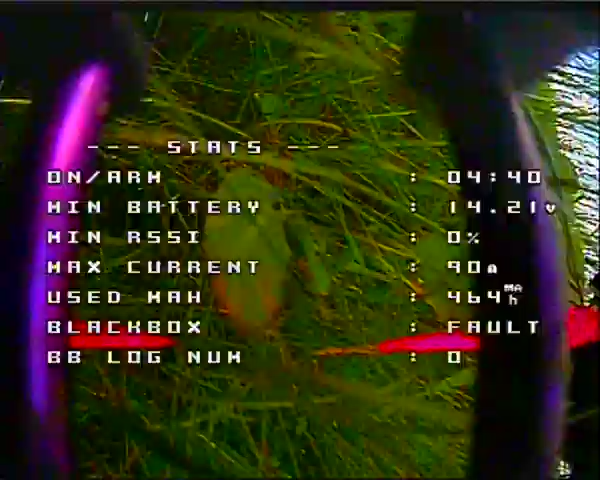 --- STATS ---
ON/ARM : 04:40
MIN BATTERY : 14.21V
MIN RSSI : 0%
MAX CURRENT : 90A
USED MAH : 464MAH
BLACKBOX : FAULT
BB LOG NUM : 0